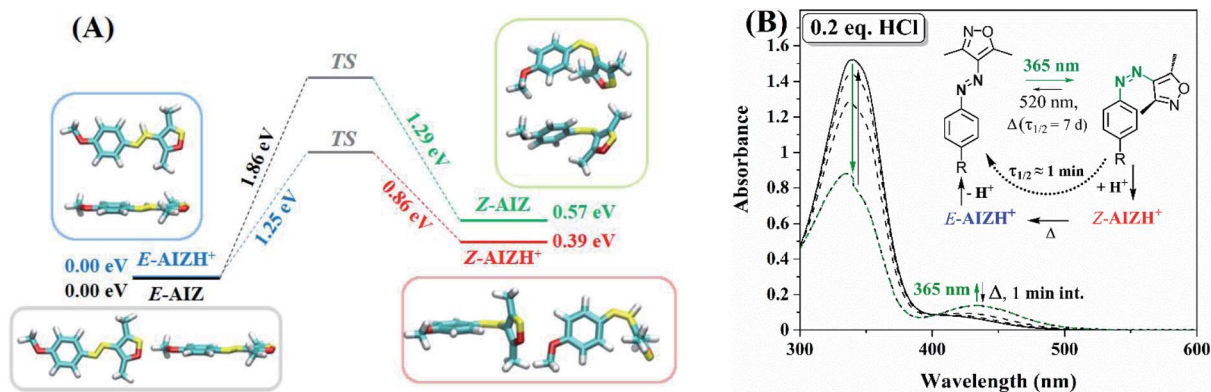 (A)
TS
TS
1.86 eV
1.25 eV
1.29 eV
0.86 eV
Z-AIZ
0.57 eV
0.39 eV
Z-AIZH⁺
0.00 eV
E-AIZH⁺
0.00 eV
E-AIZ
(B)
0.2 eq. HCl
Absorbance
1.6
1.4
1.2
1.0
0.8
0.6
0.4
0.2
0
300
400
500
600
Wavelength (nm)
N
O
N
N
R
365 nm
520 nm,
Δ (τ1/2 = 7 d)
N
N
O
N
R
τ1/2 ≈ 1 min
- H⁺
+ H⁺
E-AIZH⁺
Δ
Z-AIZH⁺
365 nm
Δ, 1 min int.